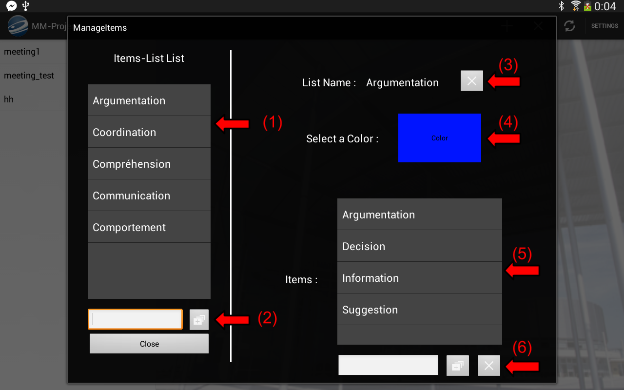 0:04
MM-Proj
SETTINGS
meeting1
meeting_test
hh
ManageItems
Items-List List
Argumentation
Coordination
Compréhension
Communication
Comportement
(1)
(2)
Close
List Name : Argumentation
(3)
Select a Color :
Color
(4)
Items :
Argumentation
Decision
Information
Suggestion
(5)
(6)